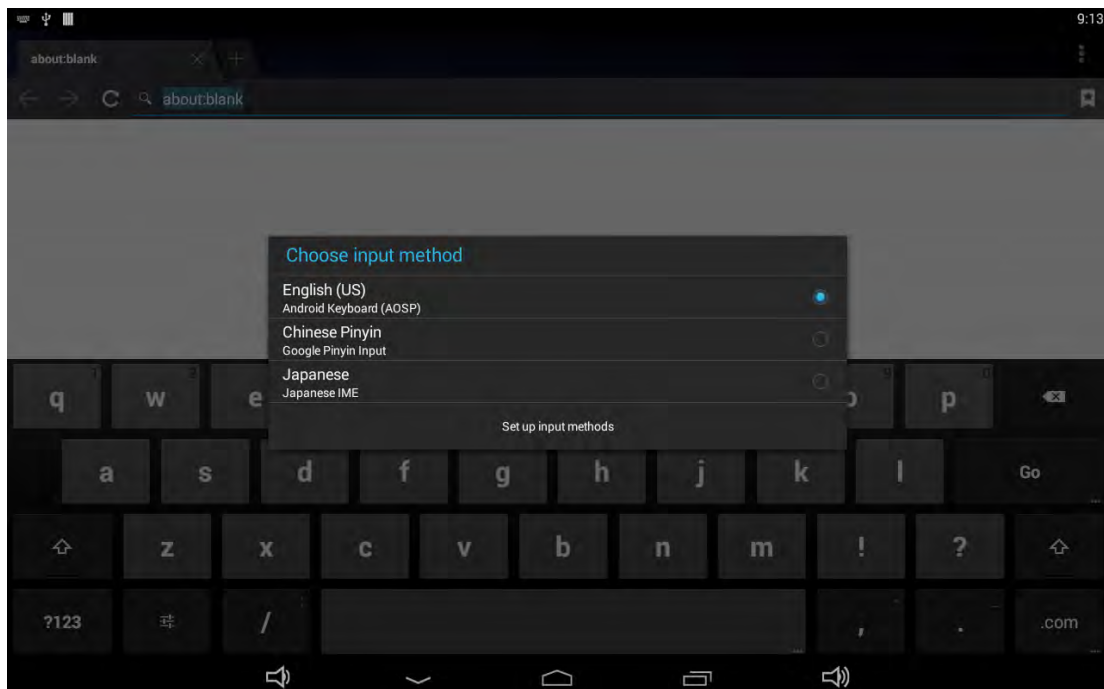 9:13
about:blank
about:blank
Choose input method
English (US)
Android Keyboard (AOSP)
Chinese Pinyin
Google Pinyin Input
Japanese
Japanese IME
Set up input methods
q w e o p
a s d f g h j k l Go
z x c v b n m ! ?
?123 / , . .com